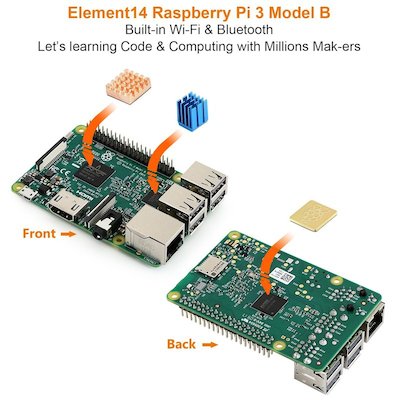 Element14 Raspberry Pi 3 Model B
Built-in Wi-Fi & Bluetooth
Let's learning Code & Computing with Millions Mak-ers
Front
Back